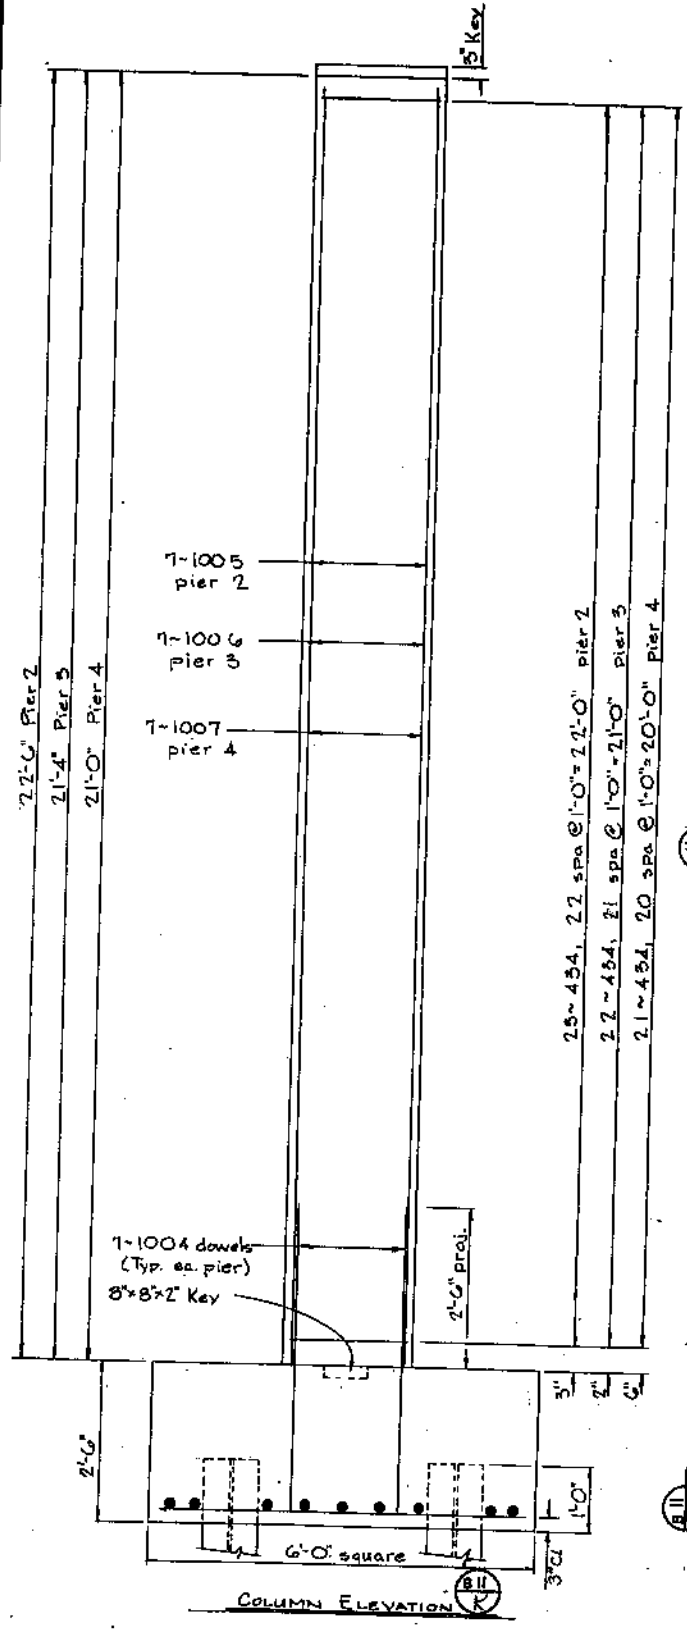 3" Key
7~1005
pier 2
7~1006
pier 3
7~1007
pier 4
22'-6" Pier 2
21'-4" Pier 3
21'-0" Pier 4
23~434, 22 spa @ 1'-0"=22'-0" pier 2
22~434, 21 spa @ 1'-0"=21'-0" pier 3
21~434, 20 spa @ 1'-0"=20'-0" pier 4
7~1004 dowels
(Typ. ea. pier)
8"x8"x2" Key
2'-6" proj.
3"
2"
6"
2'-6"
1'-0"
3" Cl
6'-0" square
COLUMN ELEVATION
B11
K
B11